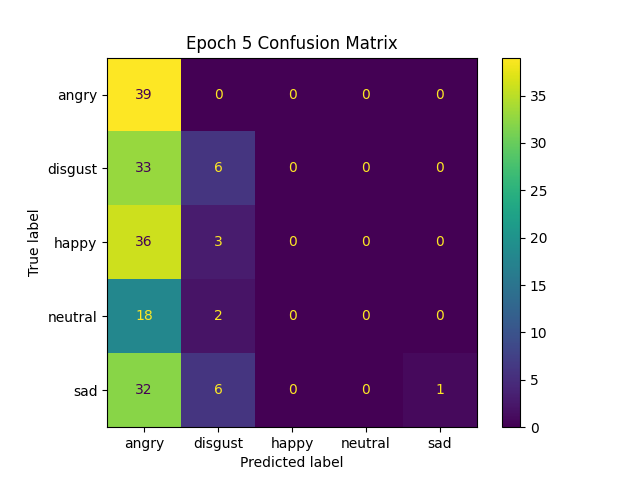 Epoch 5 Confusion Matrix
True label
angry 39 0 0 0 0
disgust 33 6 0 0 0
happy 36 3 0 0 0
neutral 18 2 0 0 0
sad 32 6 0 0 1
angry disgust happy neutral sad
Predicted label
35
30
25
20
15
10
5
0